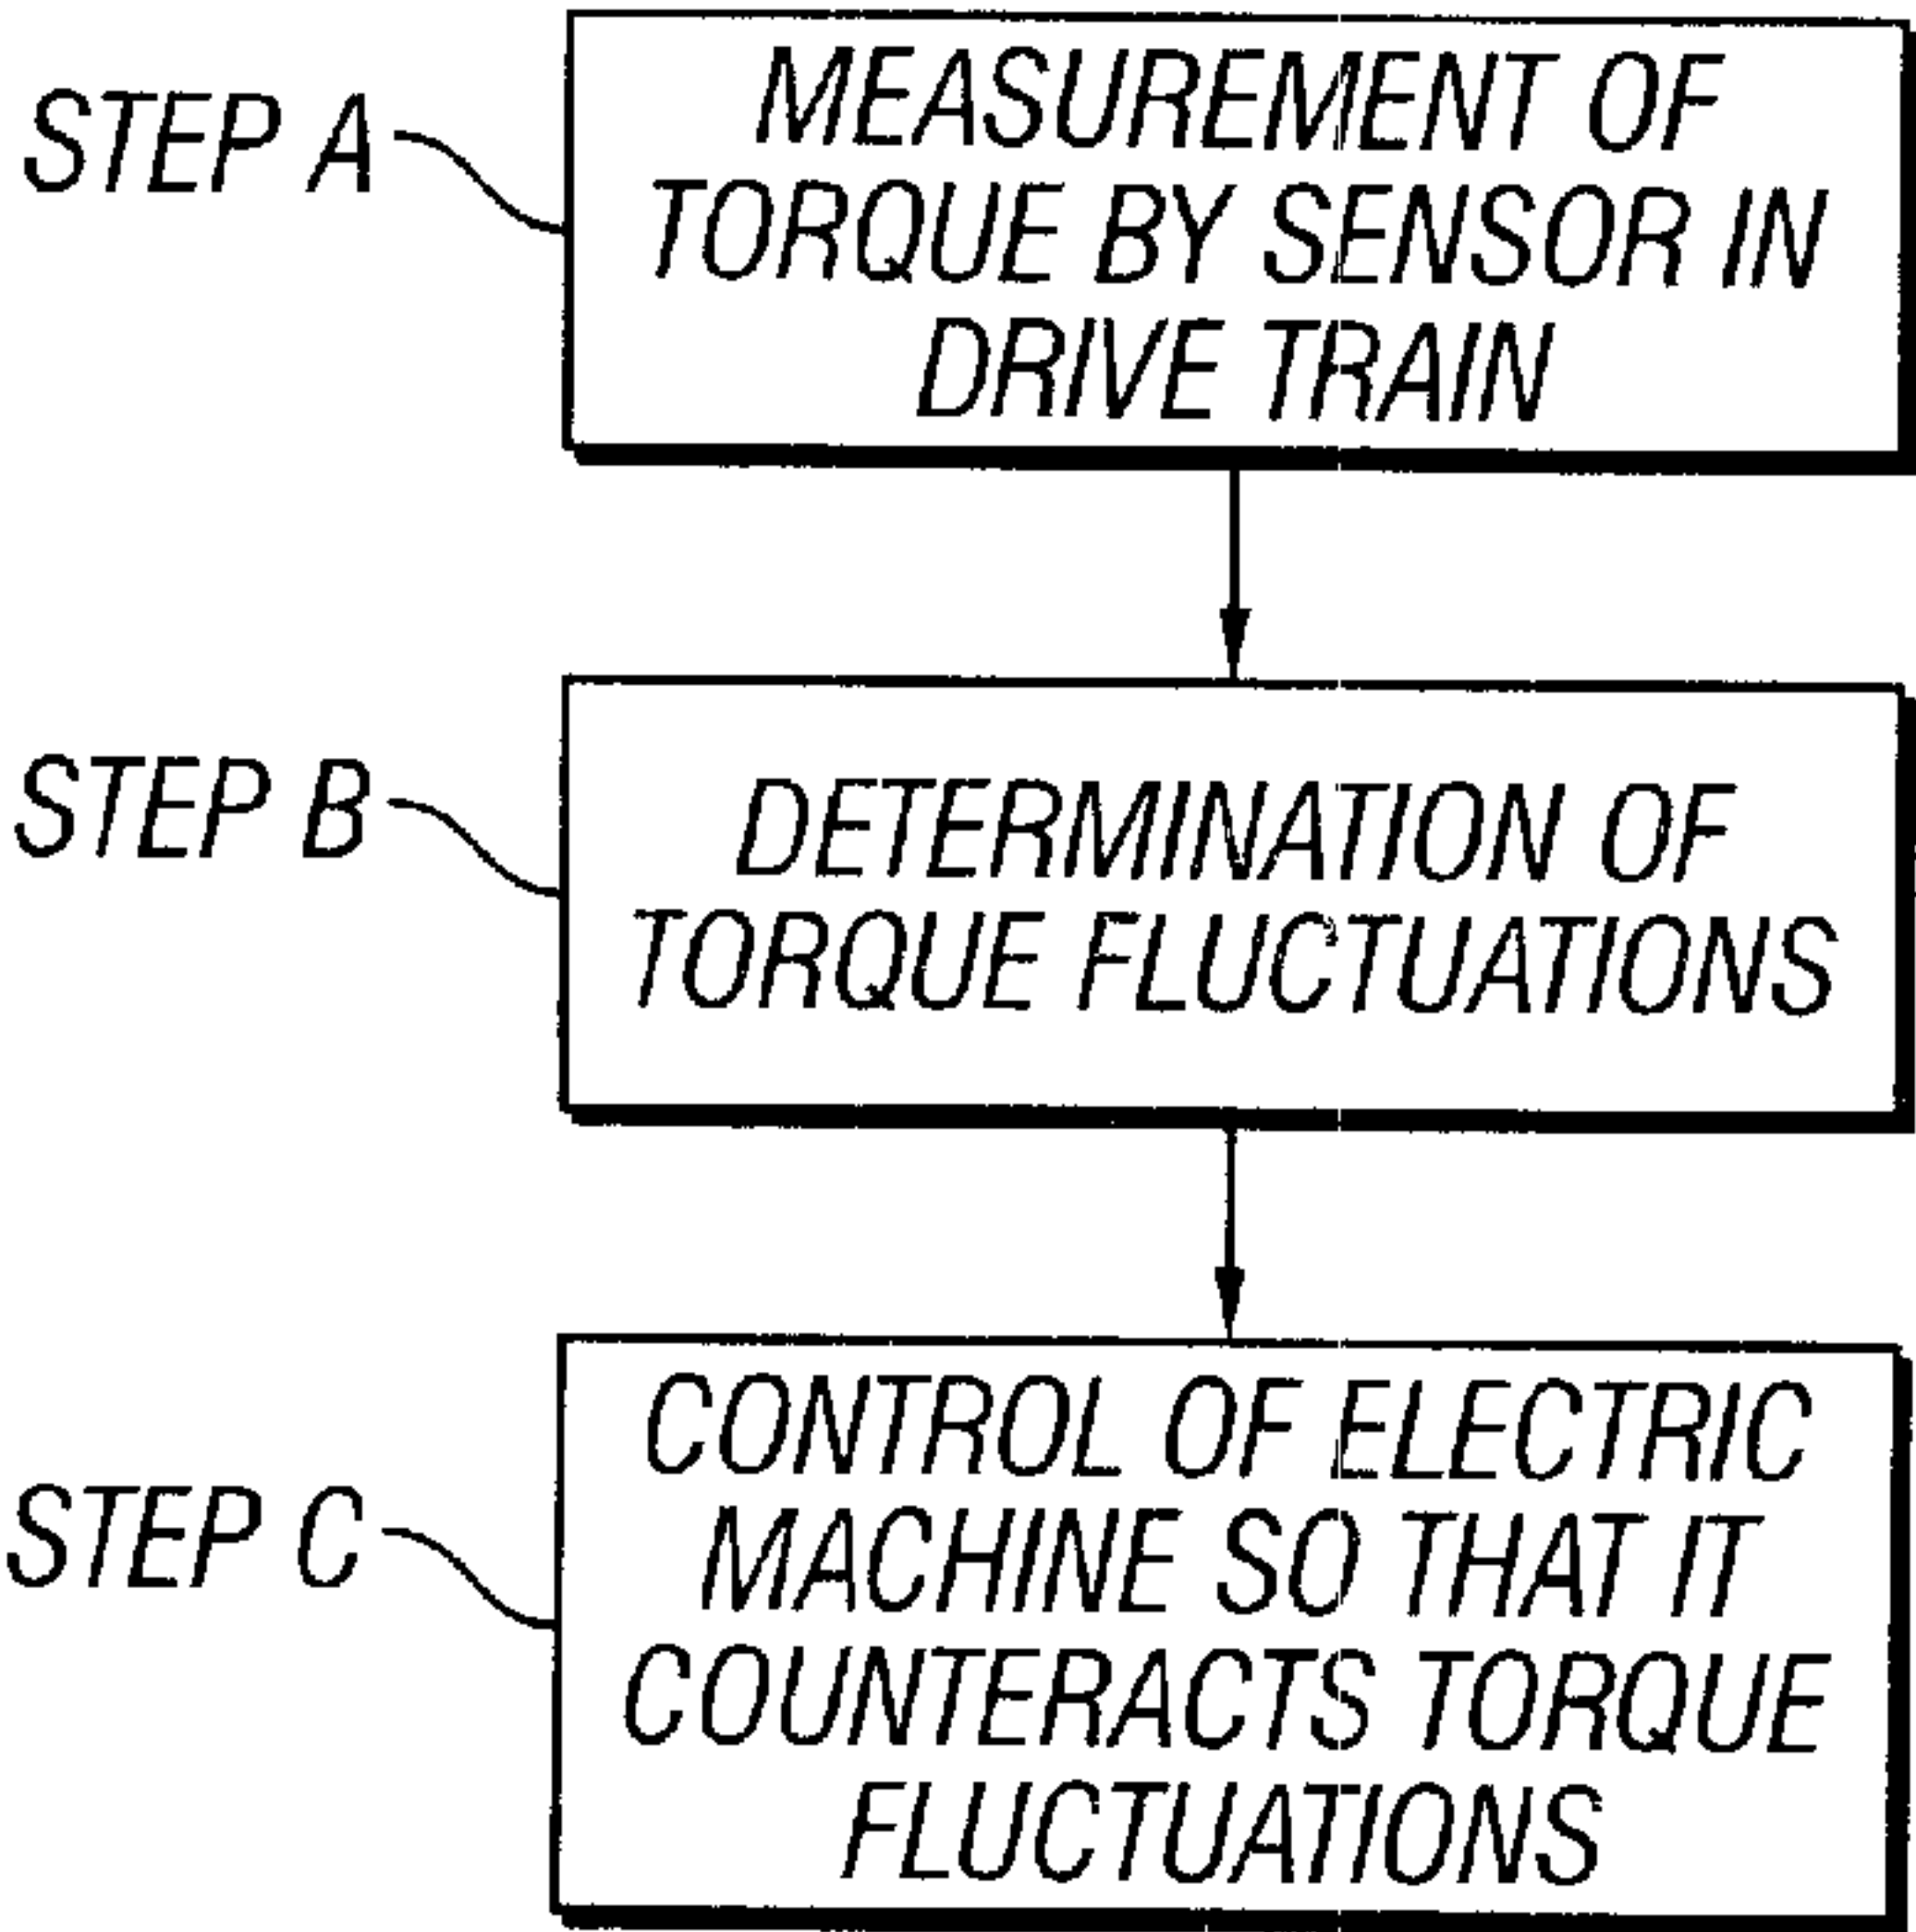 STEP A
MEASUREMENT OF
TORQUE BY SENSOR IN
DRIVE TRAIN
STEP B
DETERMINATION OF
TORQUE FLUCTUATIONS
STEP C
CONTROL OF ELECTRIC
MACHINE SO THAT IT
COUNTERACTS TORQUE
FLUCTUATIONS